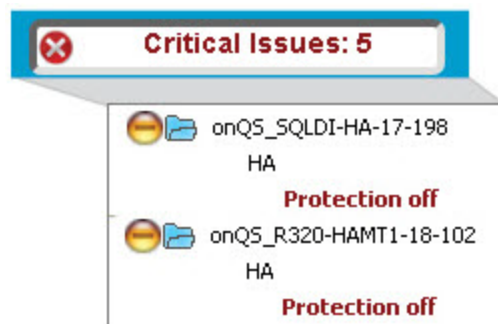 Critical Issues: 5
onQS_SQLDI-HA-17-198
HA
Protection off
onQS_R320-HAMT1-18-102
HA
Protection off